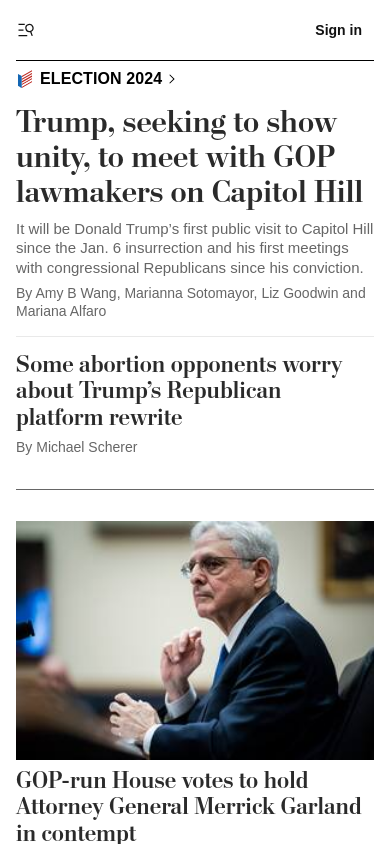 Sign in
ELECTION 2024
Trump, seeking to show
unity, to meet with GOP
lawmakers on Capitol Hill
It will be Donald Trump's first public visit to Capitol Hill
since the Jan. 6 insurrection and his first meetings
with congressional Republicans since his conviction.
By Amy B Wang, Marianna Sotomayor, Liz Goodwin and
Mariana Alfaro
Some abortion opponents worry
about Trump's Republican
platform rewrite
By Michael Scherer
GOP-run House votes to hold
Attorney General Merrick Garland
in contempt